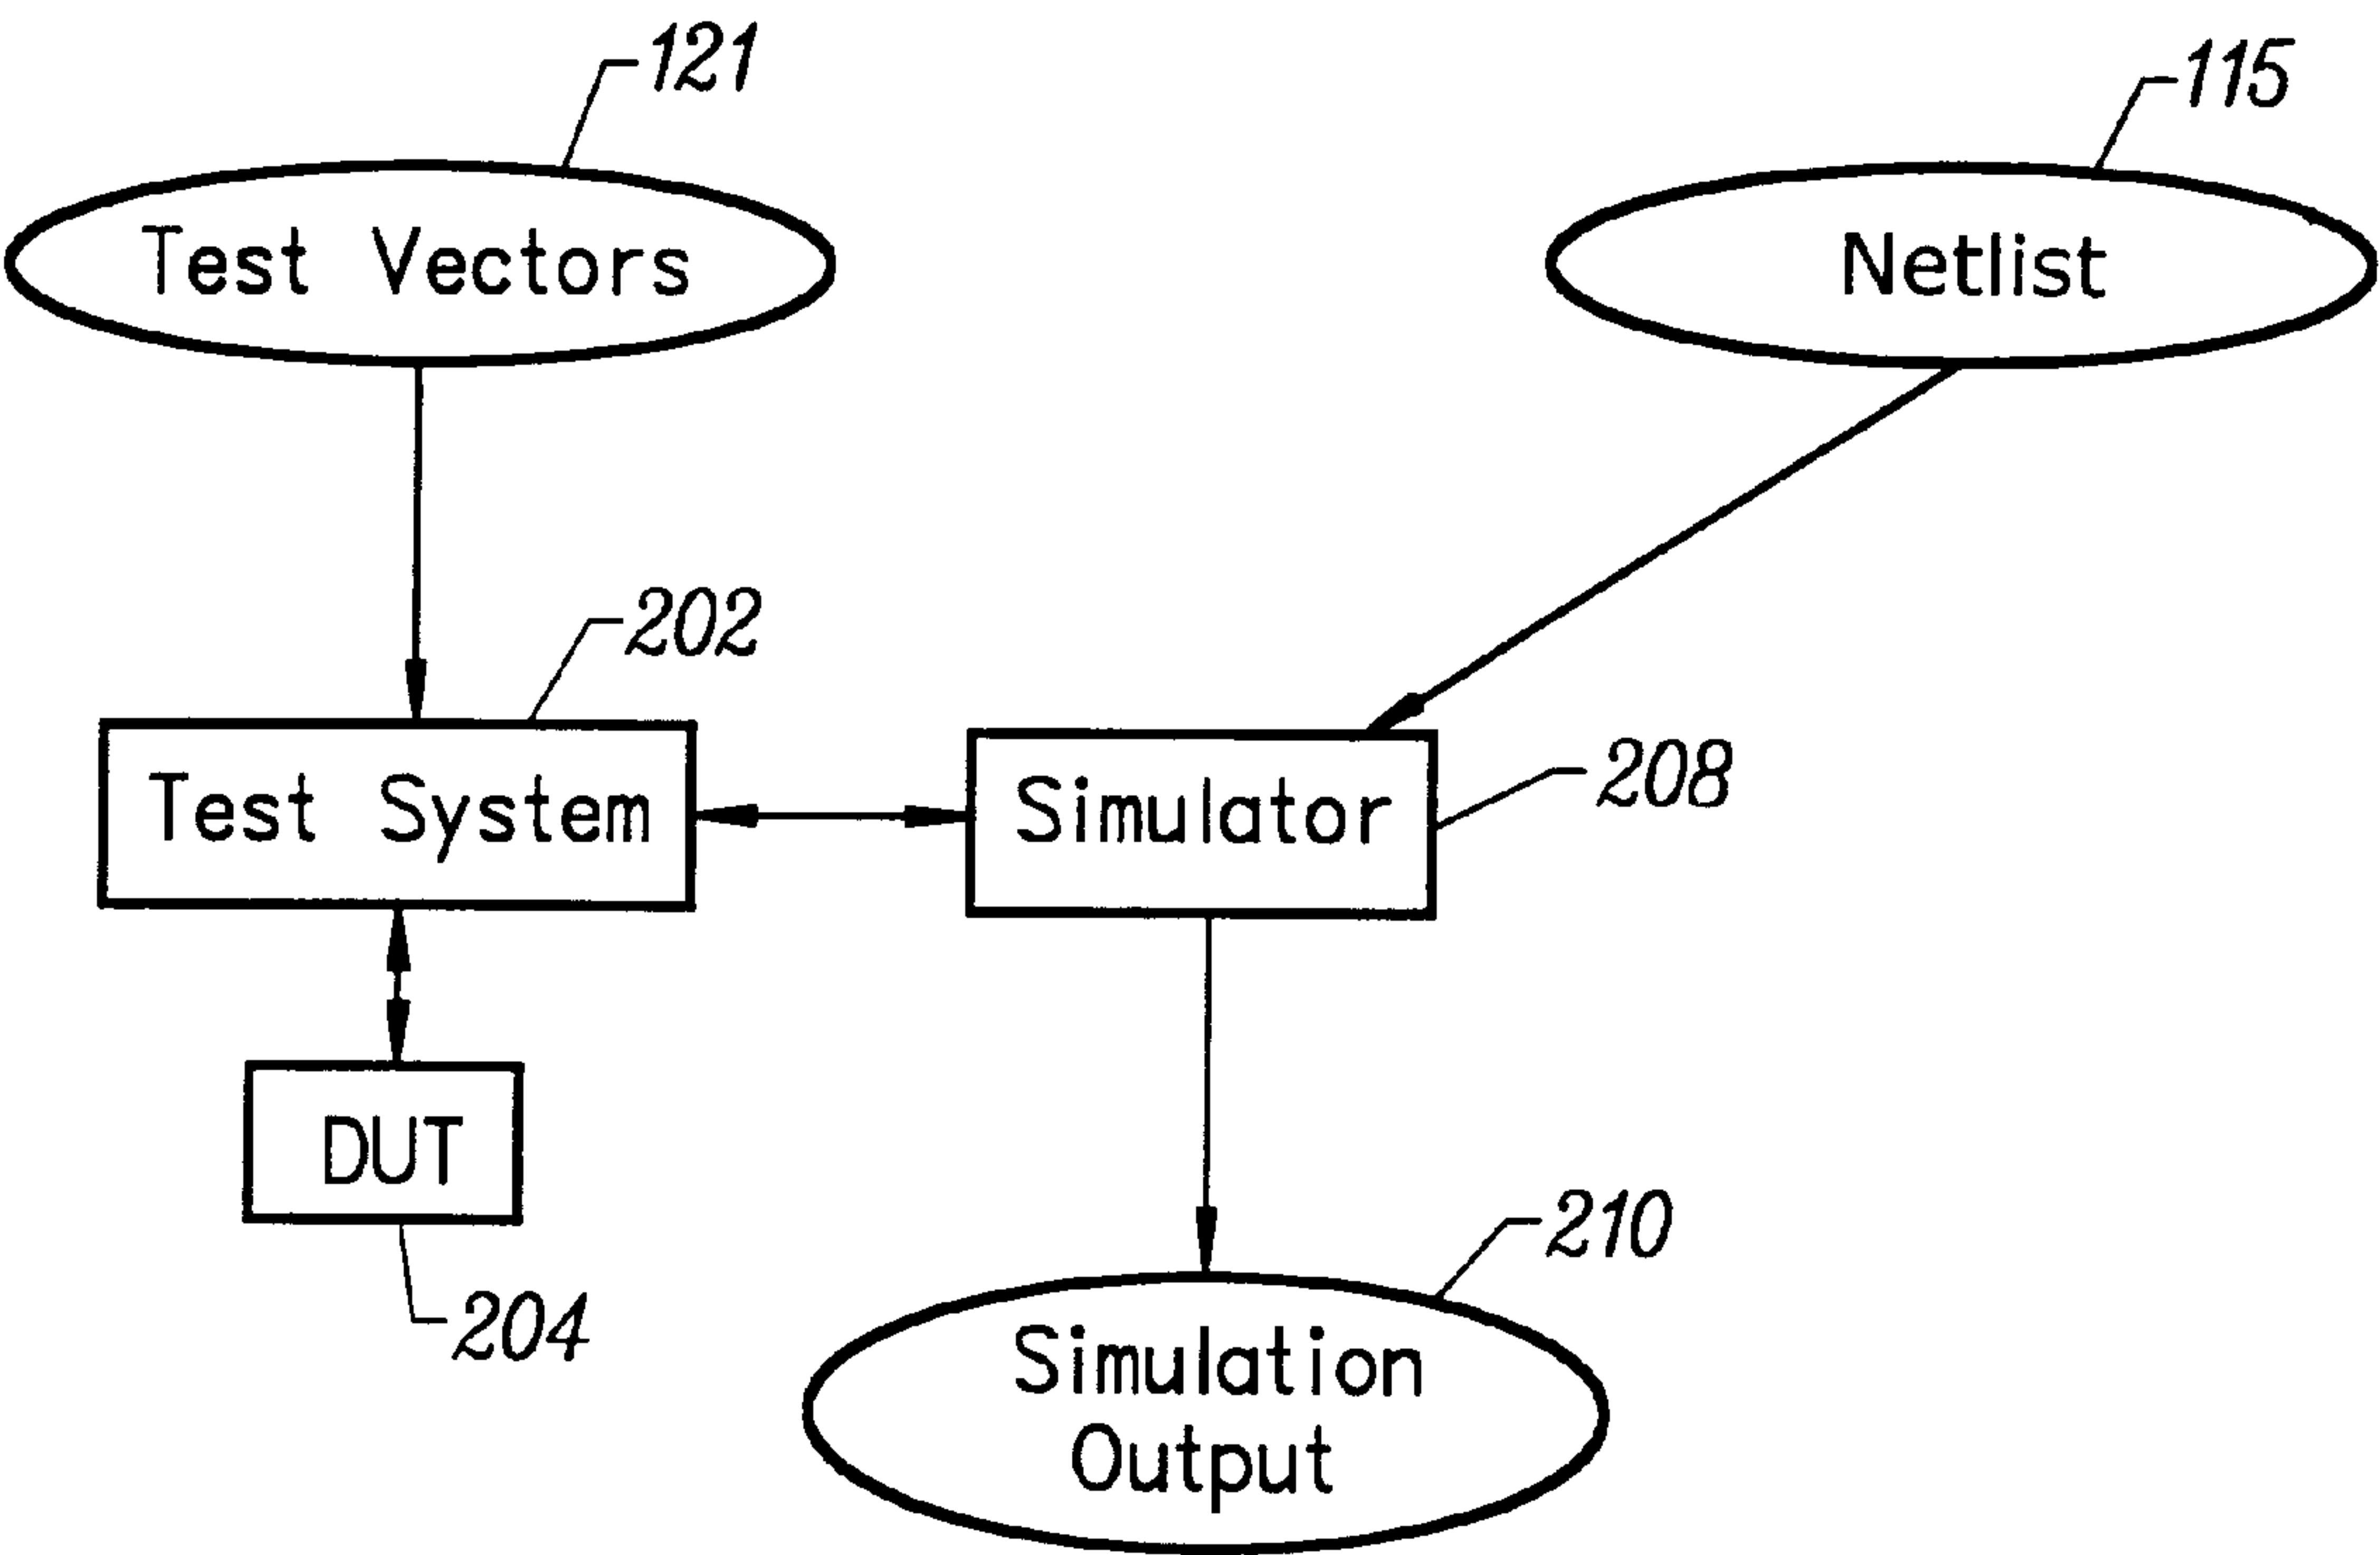 121
115
Test Vectors
Netlist
202
Test System
Simulator
208
DUT
204
210
Simulation
Output